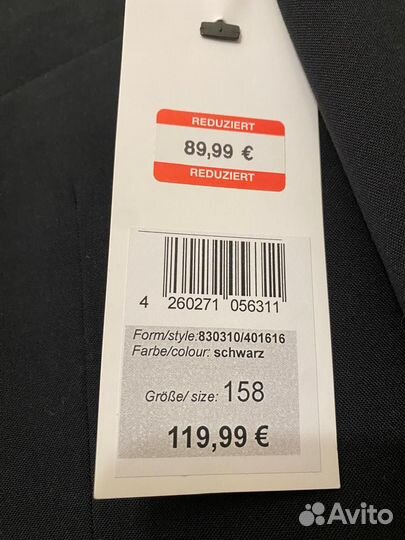 REDUZIERT
89,99 €
REDUZIERT
4 260271 056311
Form/style:830310/401616
Farbe/colour: schwarz
Größe/ size: 158
119,99 €
Avito